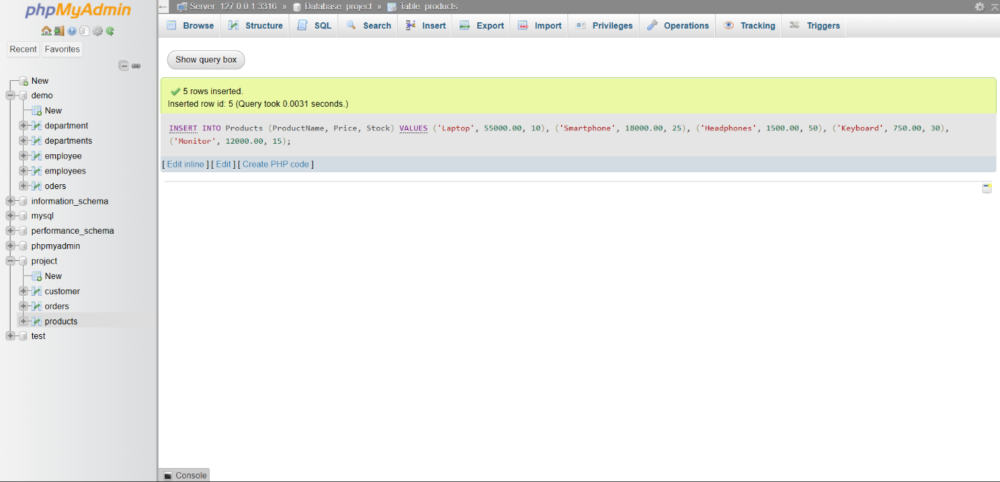 phpMyAdmin
Recent Favorites
New
demo
New
department
departments
employee
employees
oders
information_schema
mysql
performance_schema
phpmyadmin
project
New
customer
orders
products
test
Server: 127.0.0.1:3316 » Database: project » Table: products
Browse Structure SQL Search Insert Export Import Privileges Operations Tracking Triggers
Show query box
5 rows inserted.
Inserted row id: 5 (Query took 0.0031 seconds.)
INSERT INTO Products (ProductName, Price, Stock) VALUES ('Laptop', 55000.00, 10), ('Smartphone', 18000.00, 25), ('Headphones', 1500.00, 50), ('Keyboard', 750.00, 30),
('Monitor', 12000.00, 15);
[ Edit inline ] [ Edit ] [ Create PHP code ]
Console